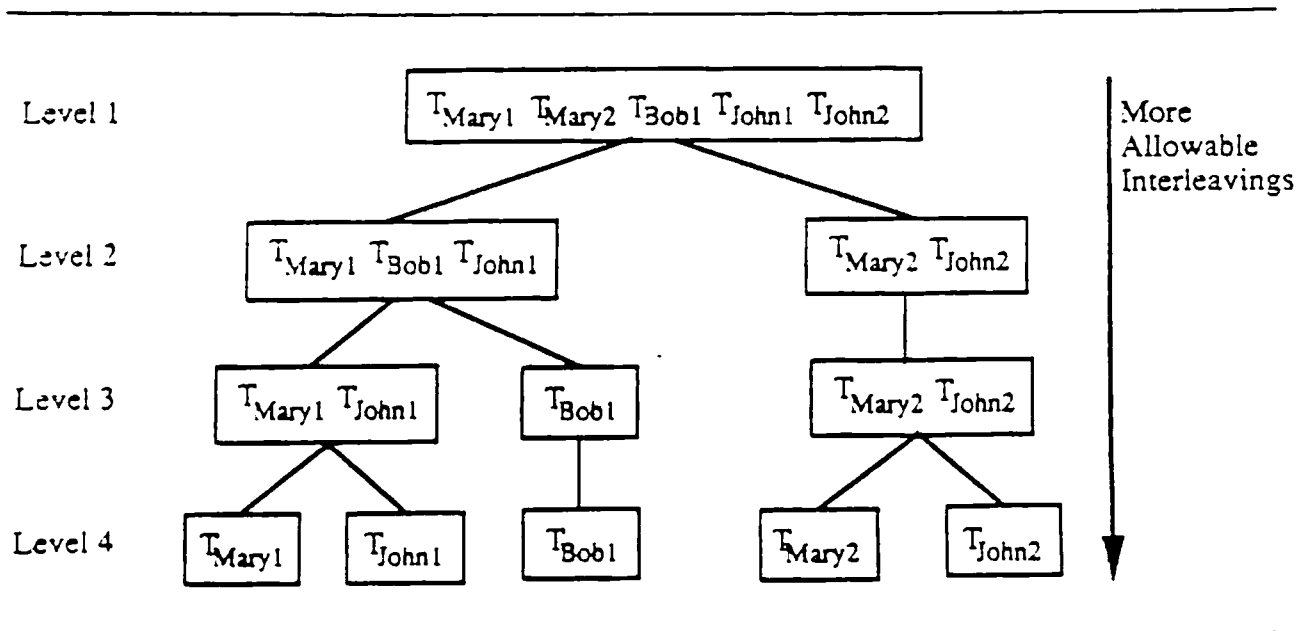 Level 1
T_Mary1 T_Mary2 T_Bob1 T_John1 T_John2
More
Allowable
Interleavings
Level 2
T_Mary1 T_Bob1 T_John1
T_Mary2 T_John2
Level 3
T_Mary1 T_John1
T_Bob1
T_Mary2 T_John2
Level 4
T_Mary1
T_John1
T_Bob1
T_Mary2
T_John2